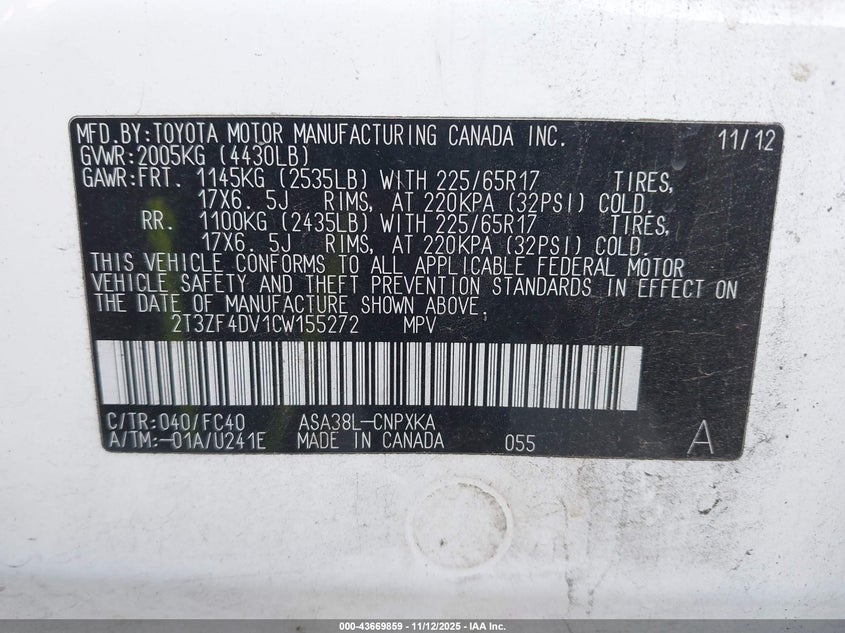 MFD.BY:TOYOTA MOTOR MANUFACTURING CANADA INC. 11/12
GVWR:2005KG (4430LB)
GAWR:FRT. 1145KG (2535LB) WITH 225/65R17 TIRES,
17X6. 5J RIMS, AT 220KPA (32PSI) COLD.
RR. 1100KG (2435LB) WITH 225/65R17 TIRES,
17X6. 5J RIMS, AT 220KPA (32PSI) COLD.
THIS VEHICLE CONFORMS TO ALL APPLICABLE FEDERAL MOTOR
VEHICLE SAFETY AND THEFT PREVENTION STANDARDS IN EFFECT ON
THE DATE OF MANUFACTURE SHOWN ABOVE.
2T3ZF4DV1CW155272 MPV
C/TR:040/FC40 ASA38L-CNPXKA
A/TM:-01A/U241E MADE IN CANADA 055 A
000-43669859 - 11/12/2025 - IAA Inc.